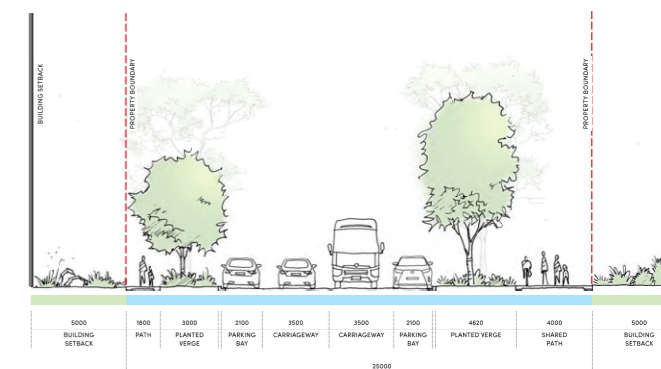 BUILDING SETBACK
PROPERTY BOUNDARY
PROPERTY BOUNDARY
5000
BUILDING
SETBACK
1800
PATH
3000
PLANTED
VERGE
2100
PARKING
BAY
3500
CARRIAGEWAY
3500
CARRIAGEWAY
2100
PARKING
BAY
4620
PLANTED VERGE
4000
SHARED
PATH
5000
BUILDING
SETBACK
25000